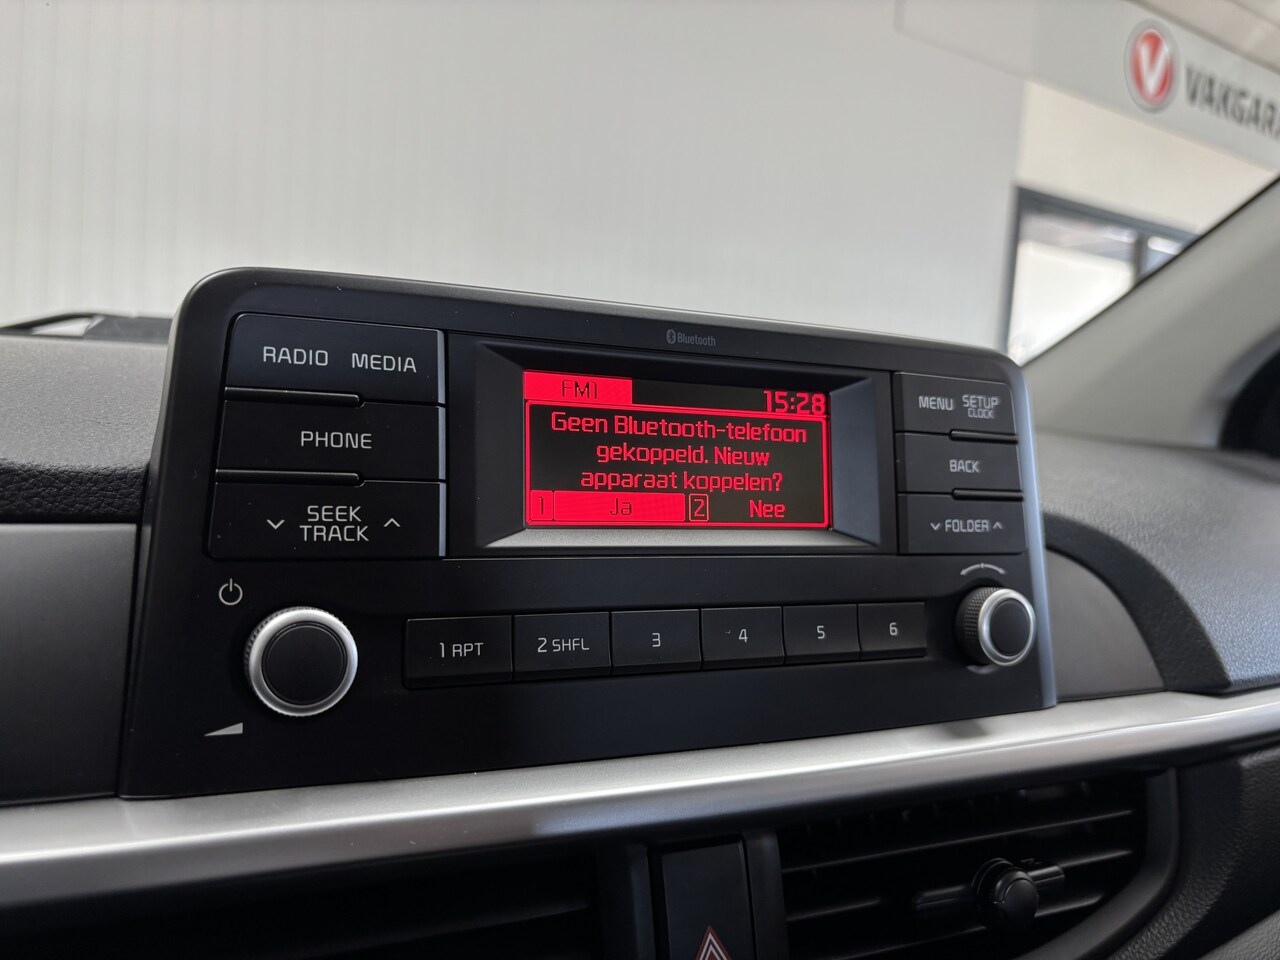 VAKGARA
Bluetooth
RADIO MEDIA
PHONE
SEEK
TRACK
FM1 15:28
Geen Bluetooth-telefoon
gekoppeld. Nieuw
apparaat koppelen?
1 Ja 2 Nee
MENU SETUP
CLOCK
BACK
FOLDER
1 RPT 2 SHFL 3 4 5 6